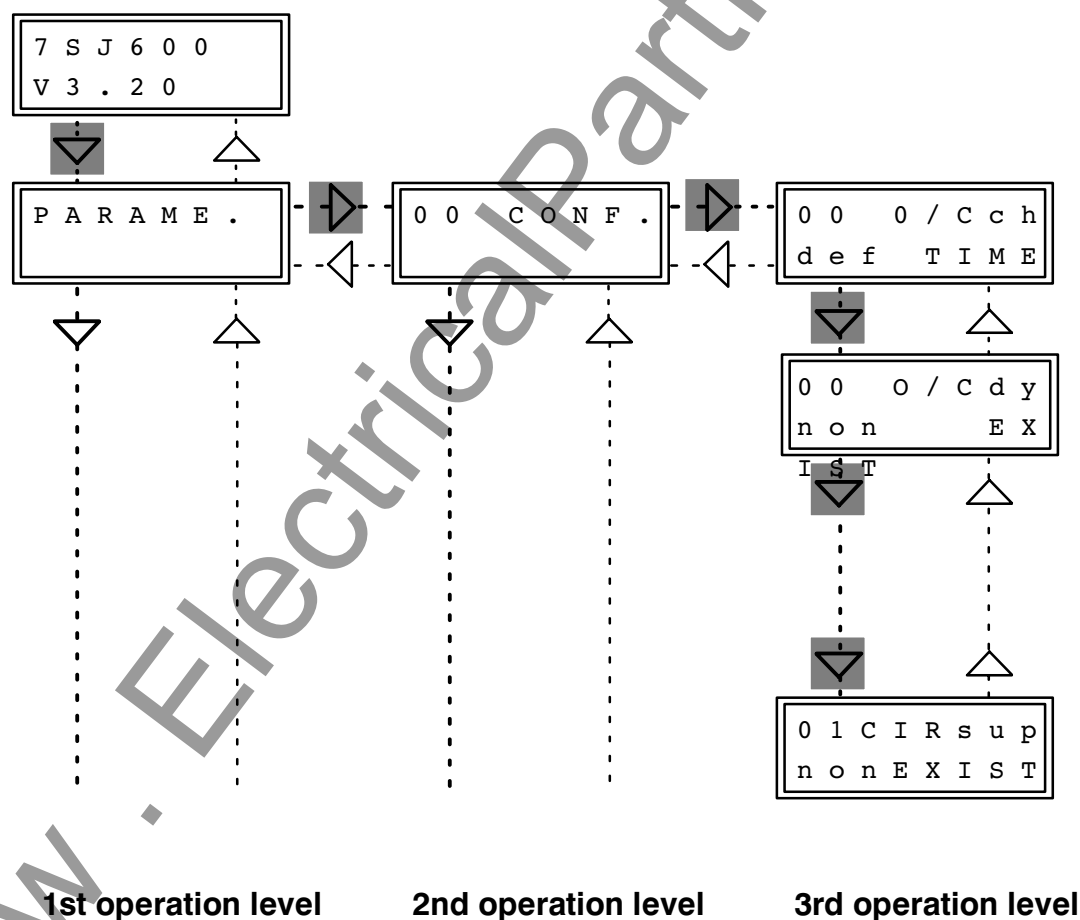 7SJ600
V3.20
PARAME.
00 CONF.
00 0/Cch
def TIME
00 O/Cdy
non EX
IST
01CIRsup
nonEXIST
1st operation level
2nd operation level
3rd operation level
w . ElectricalPart